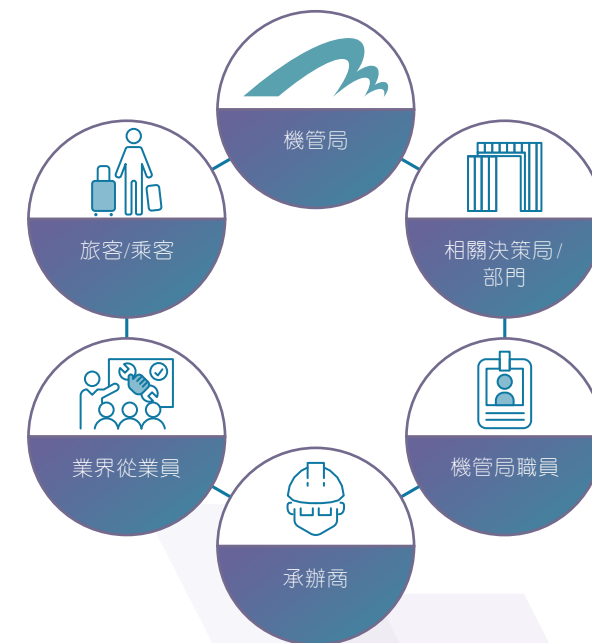 機管局
旅客/乘客
相關決策局/
部門
業界從業員
機管局職員
承辦商